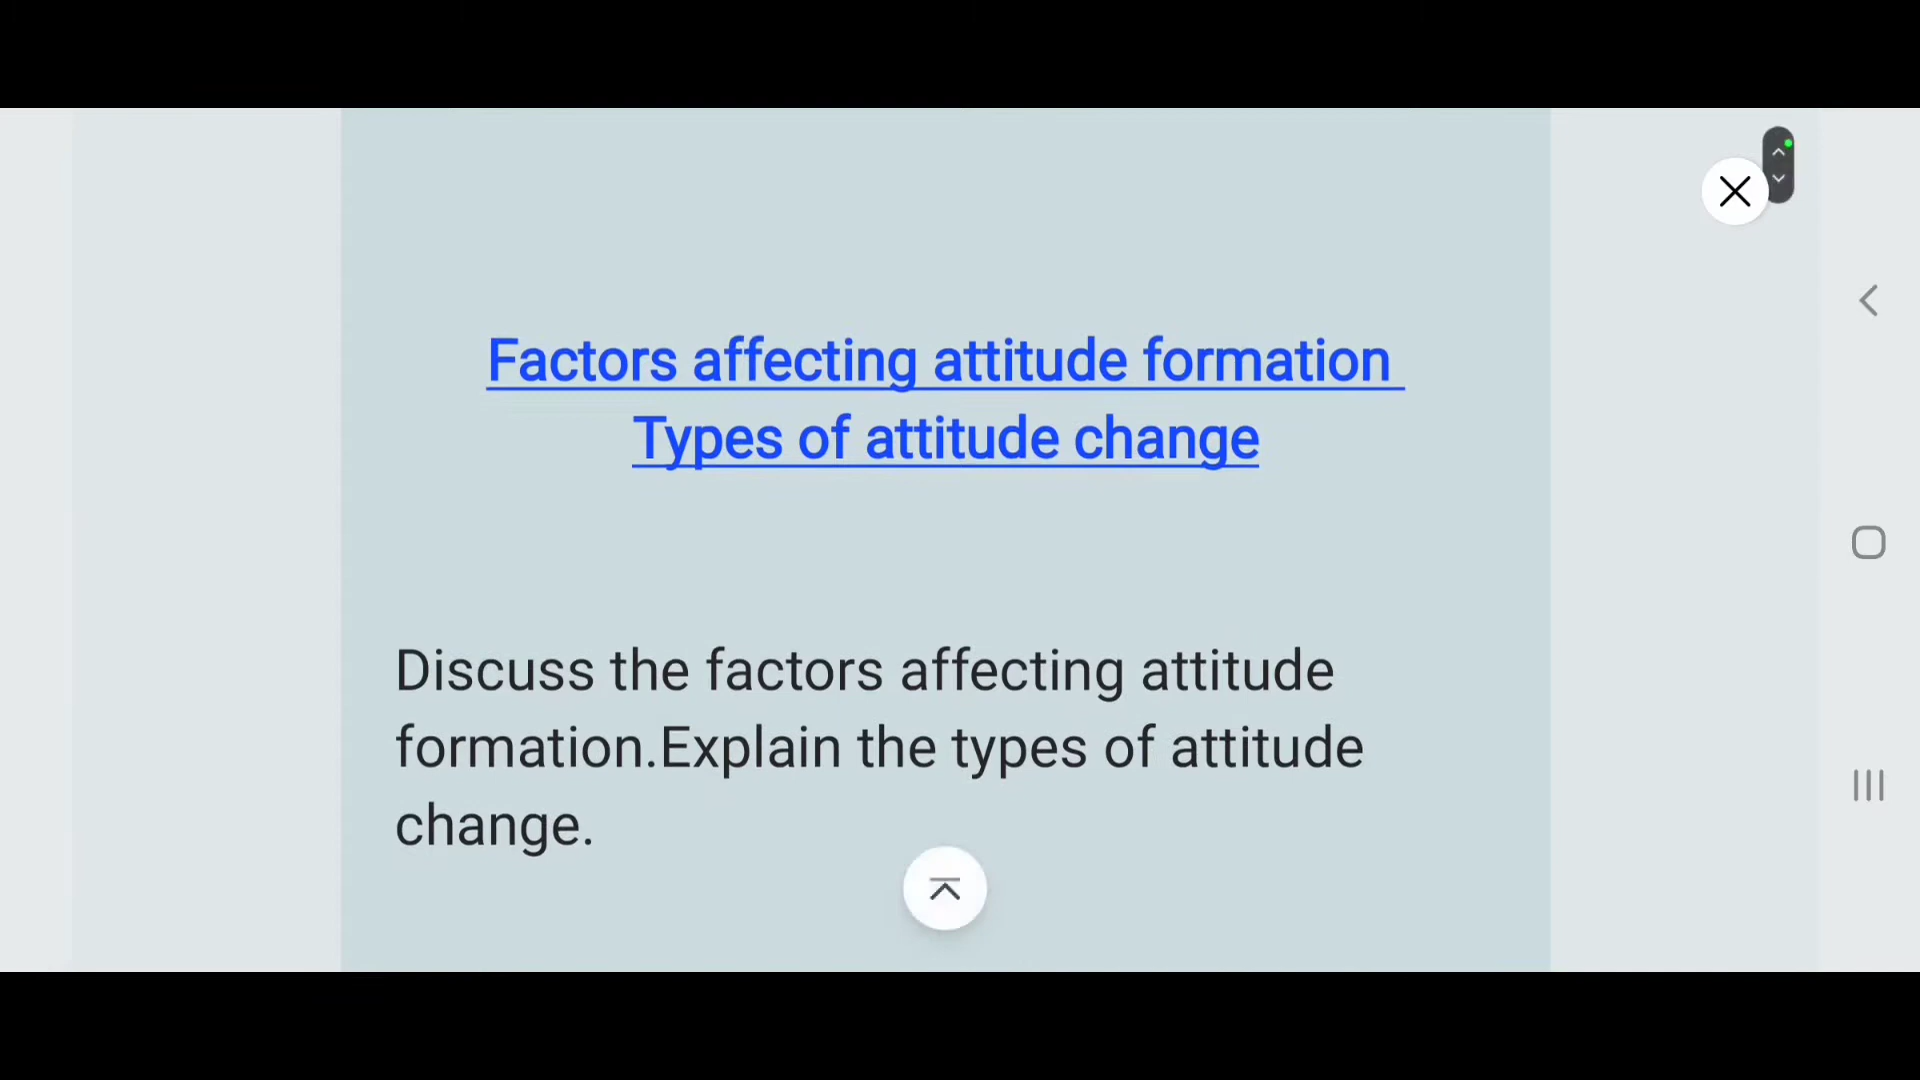 Factors affecting attitude formation
Types of attitude change
Discuss the factors affecting attitude
formation.Explain the types of attitude
change.